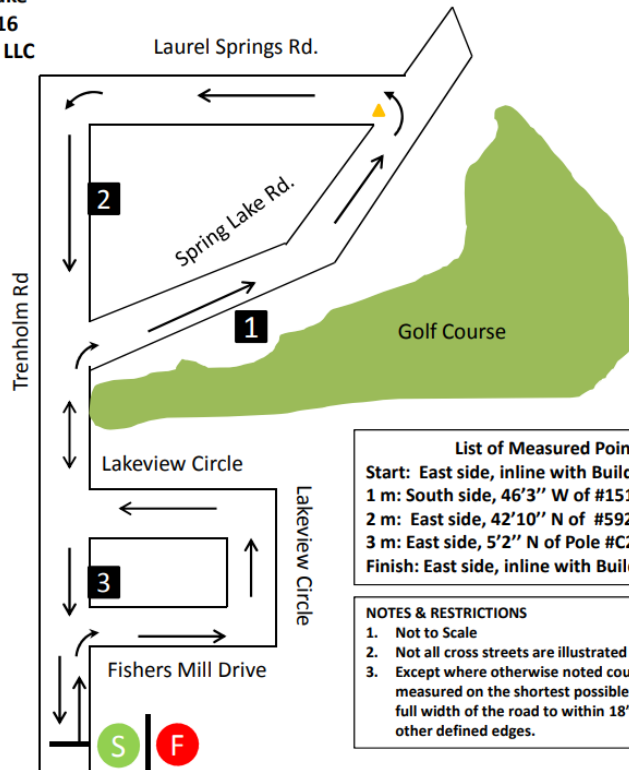 16
LLC
Laurel Springs Rd.
2
Spring Lake Rd.
Trenholm Rd
1
Golf Course
Lakeview Circle
Lakeview Circle
3
Fishers Mill Drive
S
F
List of Measured Poin
Start: East side, inline with Build
1 m: South side, 46'3'' W of #151
2 m: East side, 42'10'' N of #592
3 m: East side, 5'2'' N of Pole #C2
Finish: East side, inline with Build
NOTES & RESTRICTIONS
1. Not to Scale
2. Not all cross streets are illustrated
3. Except where otherwise noted cou
measured on the shortest possible
full width of the road to within 18'
other defined edges.